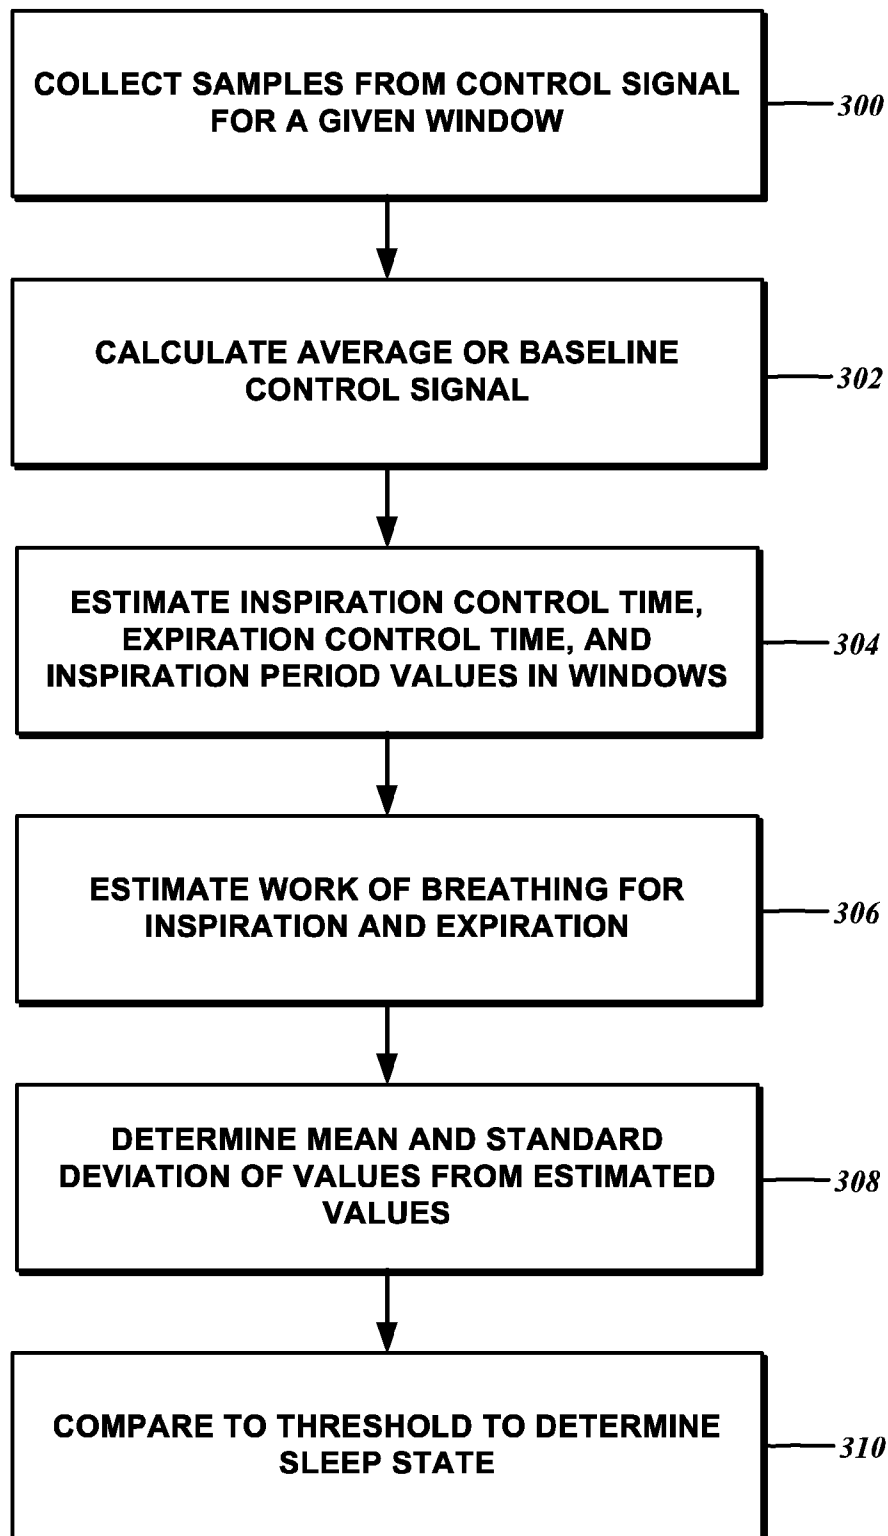 COLLECT SAMPLES FROM CONTROL SIGNAL
FOR A GIVEN WINDOW
300
CALCULATE AVERAGE OR BASELINE
CONTROL SIGNAL
302
ESTIMATE INSPIRATION CONTROL TIME,
EXPIRATION CONTROL TIME, AND
INSPIRATION PERIOD VALUES IN WINDOWS
304
ESTIMATE WORK OF BREATHING FOR
INSPIRATION AND EXPIRATION
306
DETERMINE MEAN AND STANDARD
DEVIATION OF VALUES FROM ESTIMATED
VALUES
308
COMPARE TO THRESHOLD TO DETERMINE
SLEEP STATE
310